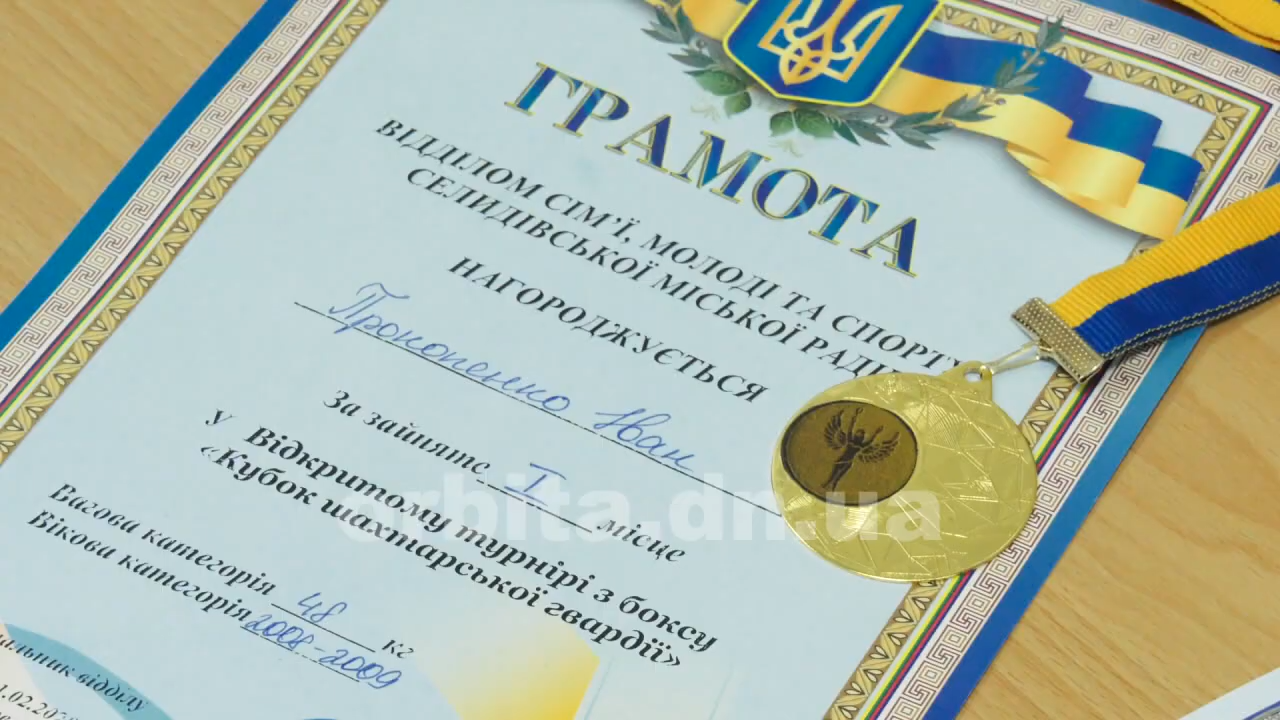 ГРАМОТА
ВІДДІЛОМ СІМ'Ї, МОЛОДІ ТА СПОРТУ
СЕЛИДІВСЬКОЇ МІСЬКОЇ РАДИ
НАГОРОДЖУЄТЬСЯ
Прокопенко Іван
За зайняте I місце
у Відкритому турнірі з боксу
«Кубок шахтарської гвардії»
Вагова категорія 48 кг
Вікова категорія 2008-2009
відділу
orbita.dn.ua